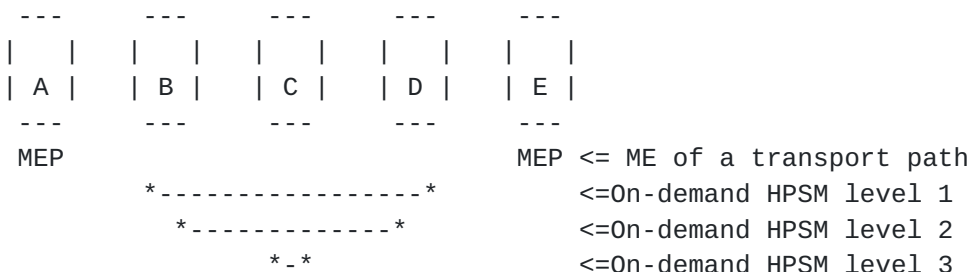 ---      ---      ---      ---      ---
|   |    |   |    |   |    |   |    |   |
| A |    | B |    | C |    | D |    | E |
 ---      ---      ---      ---      ---
 MEP                                 MEP <= ME of a transport path
          *-----------------*            <=On-demand HPSM level 1
            *-------------*              <=On-demand HPSM level 2
                  *-*                    <=On-demand HPSM level 3